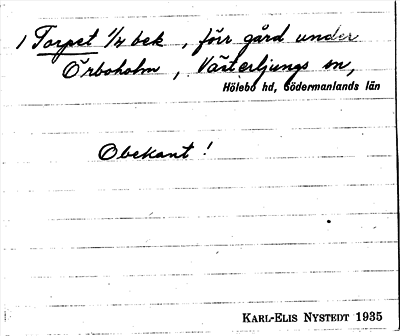 1 Torpet 1/4 bek, förr gård under
Örboholm, Västerljungs sn,
Hölebo hd, Södermanlands län
Obekant!
KARL-ELIS NYSTEDT 1935